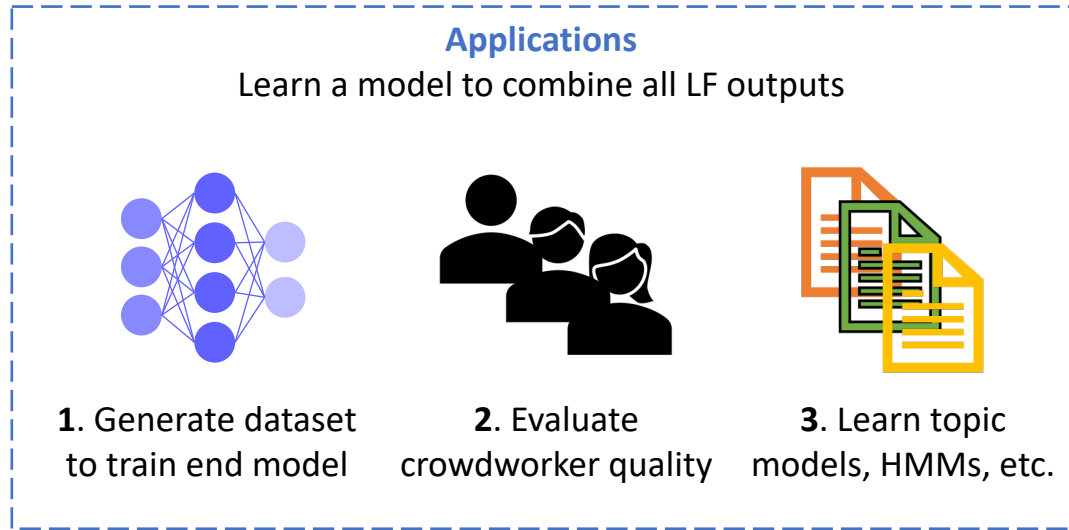 Applications
Learn a model to combine all LF outputs
1. Generate dataset
to train end model
2. Evaluate
crowdworker quality
3. Learn topic
models, HMMs, etc.